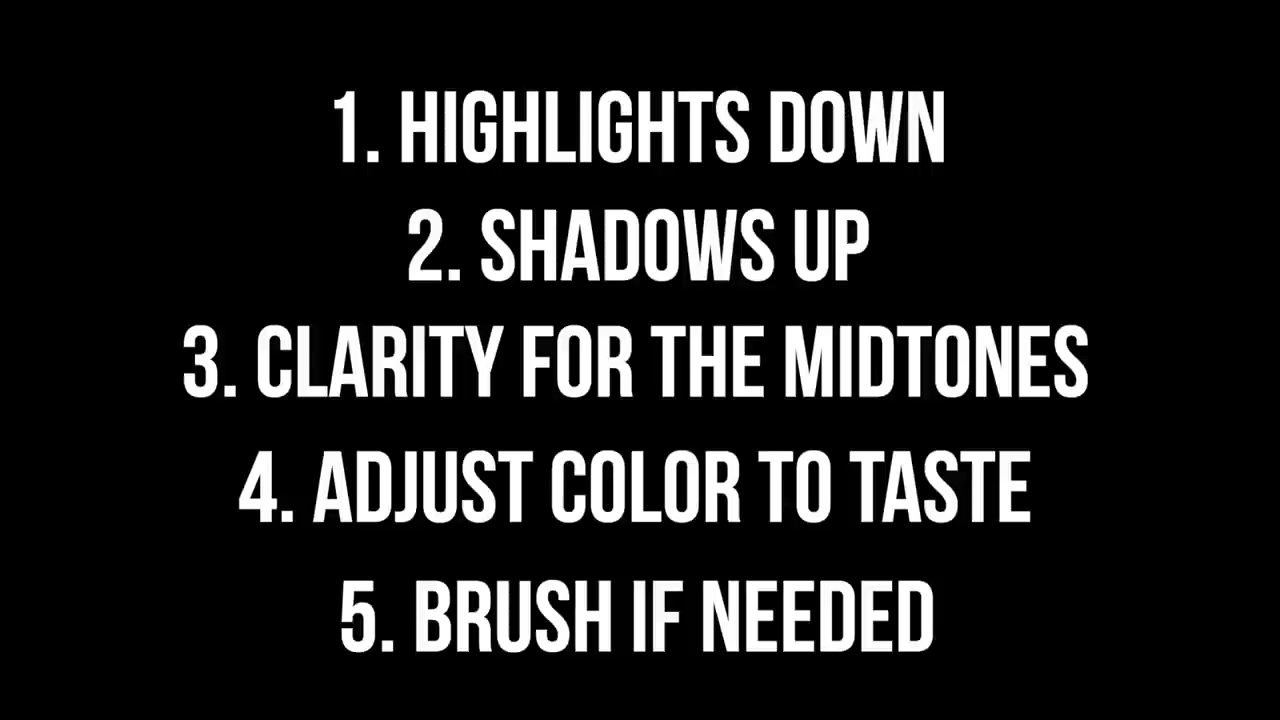 1. HIGHLIGHTS DOWN
2. SHADOWS UP
3. CLARITY FOR THE MIDTONES
4. ADJUST COLOR TO TASTE
5. BRUSH IF NEEDED